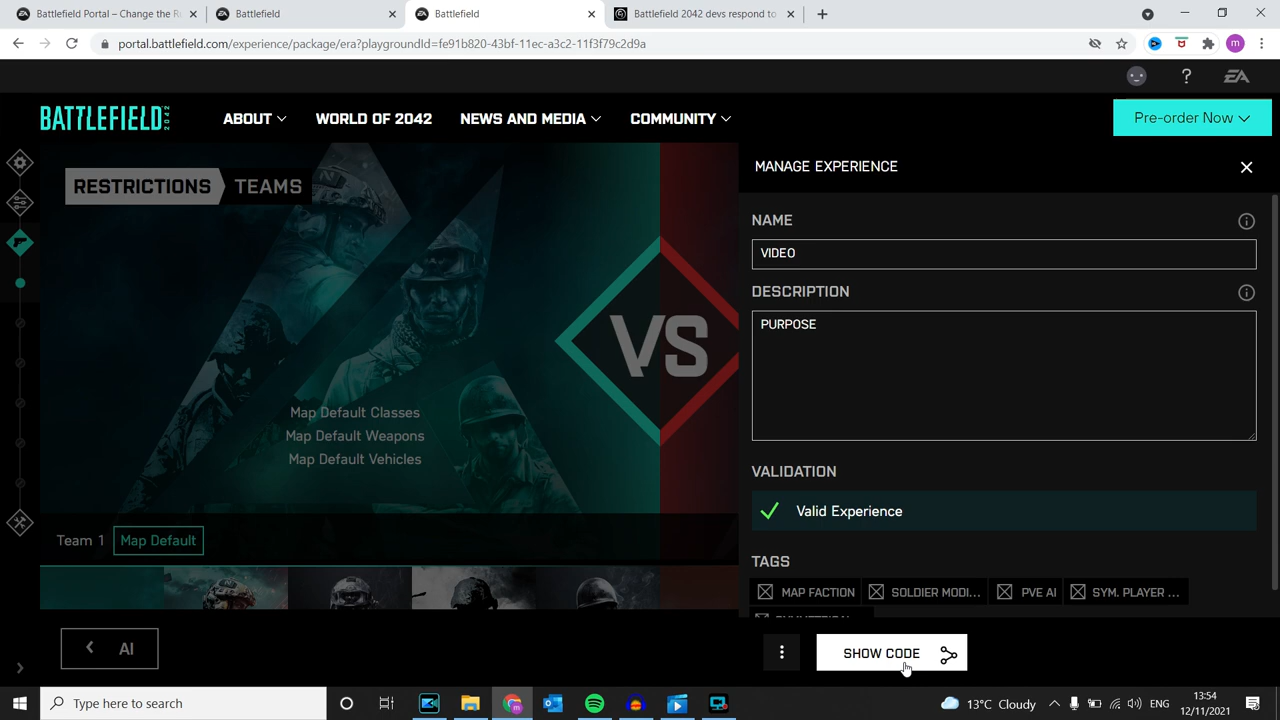 Battlefield Portal – Change the R
Battlefield
Battlefield
Battlefield 2042 devs respond to
portal.battlefield.com/experience/package/era?playgroundId=fe81b820-43bf-11ec-a3c2-11f3f79c2d9a
m
? EA
BATTLEFIELD 2042
ABOUT
WORLD OF 2042
NEWS AND MEDIA
COMMUNITY
Pre-order Now
RESTRICTIONS
TEAMS
VS
Map Default Classes
Map Default Weapons
Map Default Vehicles
Team 1
Map Default
AI
MANAGE EXPERIENCE
NAME
VIDEO
DESCRIPTION
PURPOSE
VALIDATION
Valid Experience
TAGS
MAP FACTION
SOLDIER MODI...
PVE AI
SYM. PLAYER ...
SHOW CODE
Type here to search
13°C Cloudy
ENG
13:54
12/11/2021